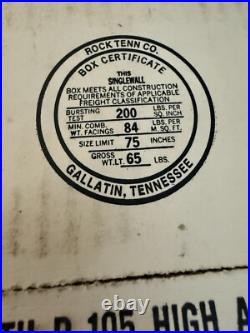 ROCK TENN CO.
BOX CERTIFICATE
THIS
SINGLEWALL
BOX MEETS ALL CONSTRUCTION
REQUIREMENTS OF APPLICABLE
FREIGHT CLASSIFICATION
BURSTING TEST 200 LBS. PER SQ. INCH
MIN. COMB. WT. FACINGS 84 LBS. PER M. SQ. FT.
SIZE LIMIT 75 INCHES
GROSS WT. LT. 65 LBS.
GALLATIN, TENNESSEE
105 HIGH